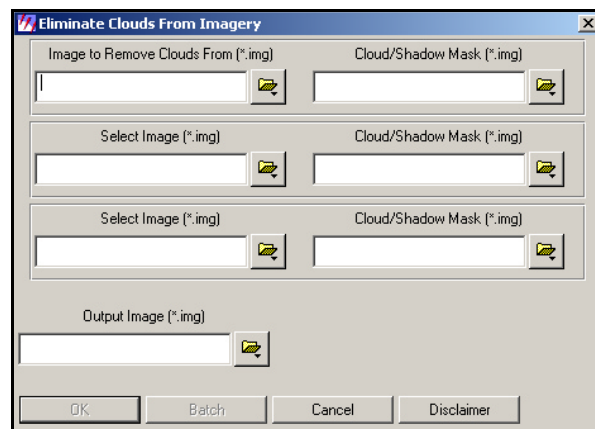 Eliminate Clouds From Imagery
Image to Remove Clouds From (*.img) Cloud/Shadow Mask (*.img)
Select Image (*.img) Cloud/Shadow Mask (*.img)
Select Image (*.img) Cloud/Shadow Mask (*.img)
Output Image (*.img)
OK Batch Cancel Disclaimer